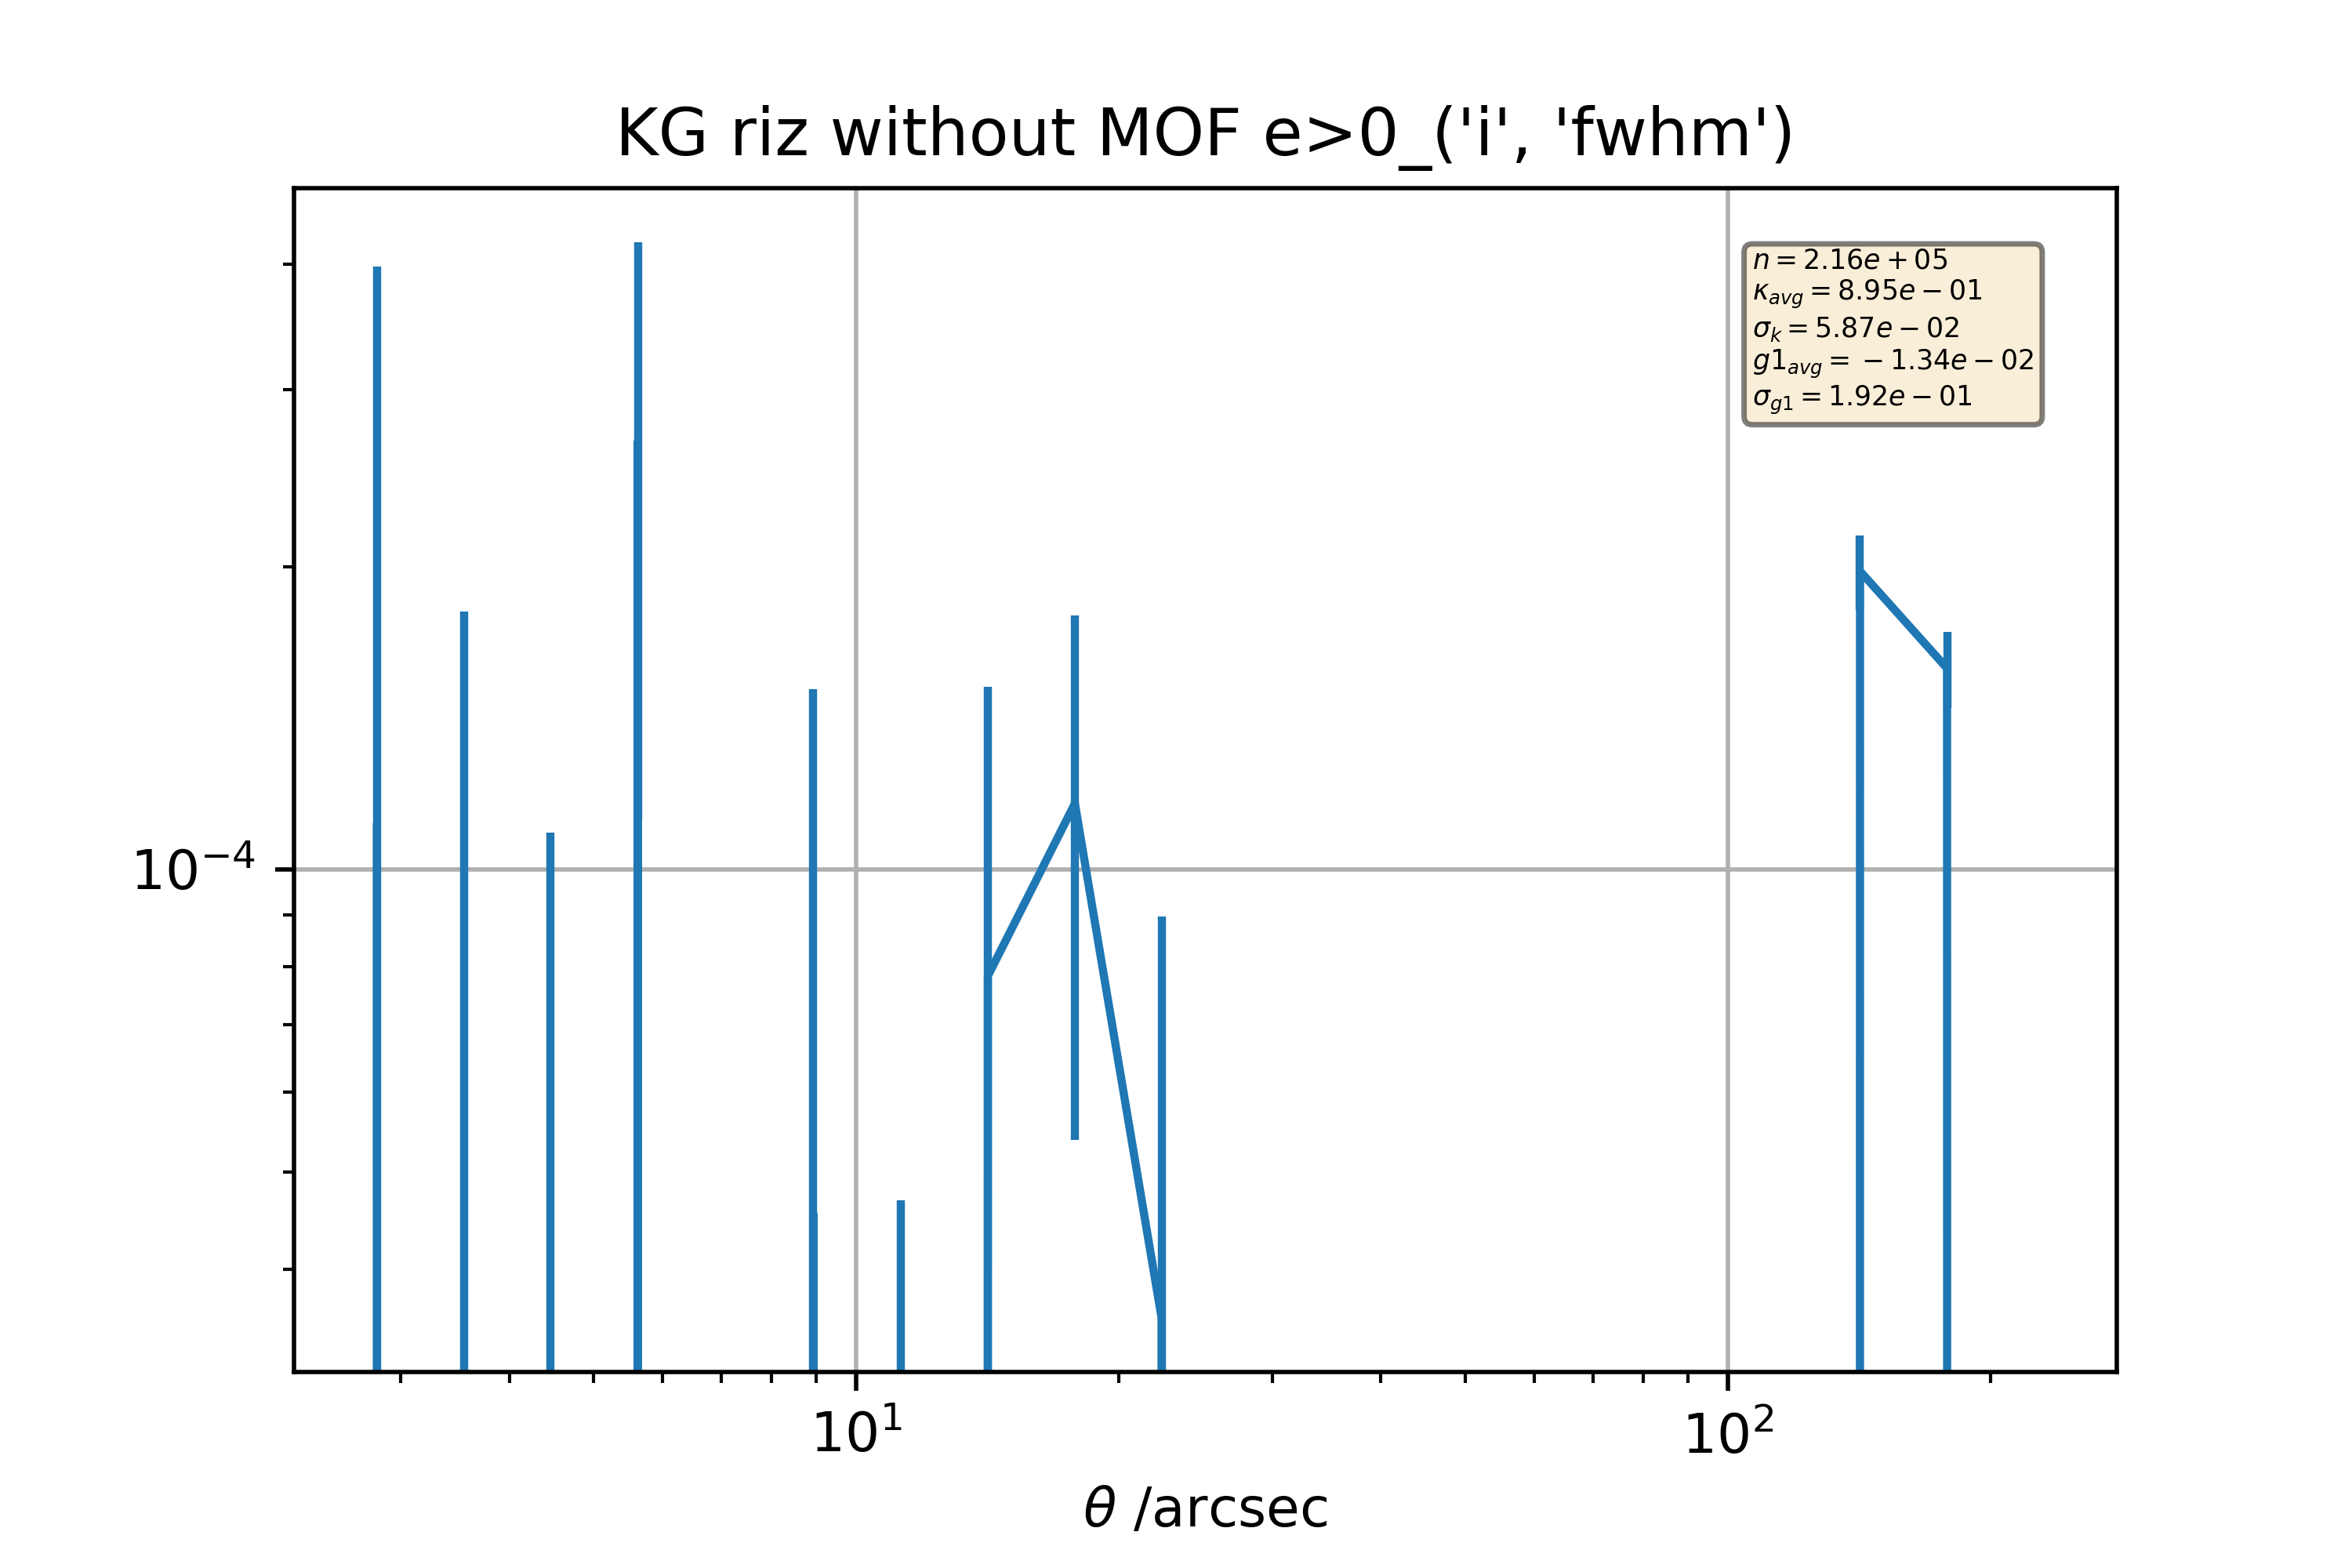 KG riz without MOF e>0_('i', 'fwhm')
n = 2.16e + 05
κavg = 8.95e − 01
σk = 5.87e − 02
g1avg = − 1.34e − 02
σg1 = 1.92e − 01
10⁻⁴
10¹ 10²
θ /arcsec